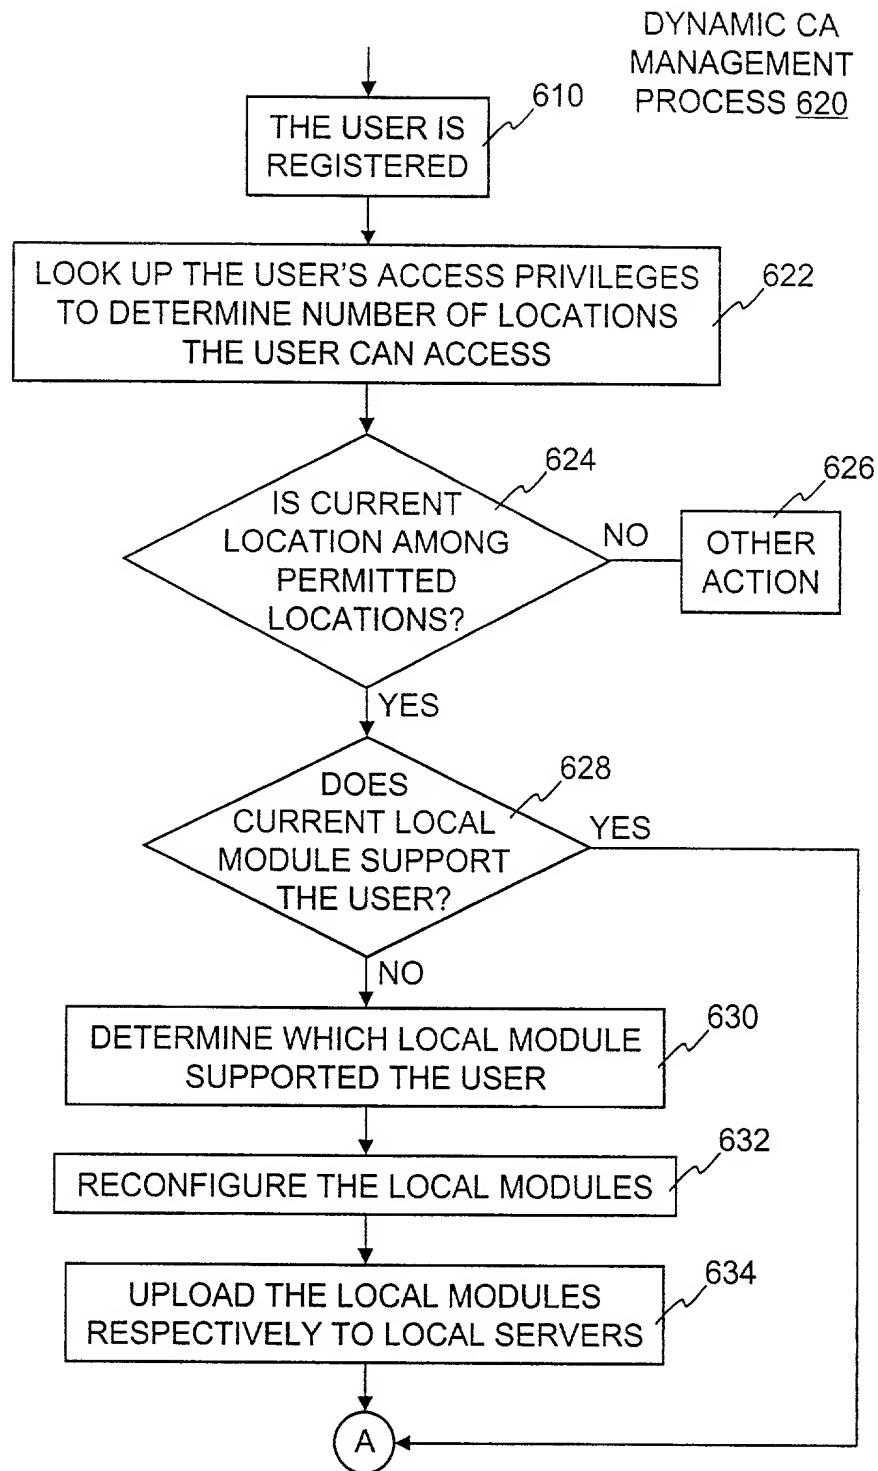 DYNAMIC CA
MANAGEMENT
PROCESS 620
610
THE USER IS
REGISTERED
622
LOOK UP THE USER'S ACCESS PRIVILEGES
TO DETERMINE NUMBER OF LOCATIONS
THE USER CAN ACCESS
624
IS CURRENT
LOCATION AMONG
PERMITTED
LOCATIONS?
NO
626
OTHER
ACTION
YES
628
DOES
CURRENT LOCAL
MODULE SUPPORT
THE USER?
YES
NO
630
DETERMINE WHICH LOCAL MODULE
SUPPORTED THE USER
632
RECONFIGURE THE LOCAL MODULES
634
UPLOAD THE LOCAL MODULES
RESPECTIVELY TO LOCAL SERVERS
A